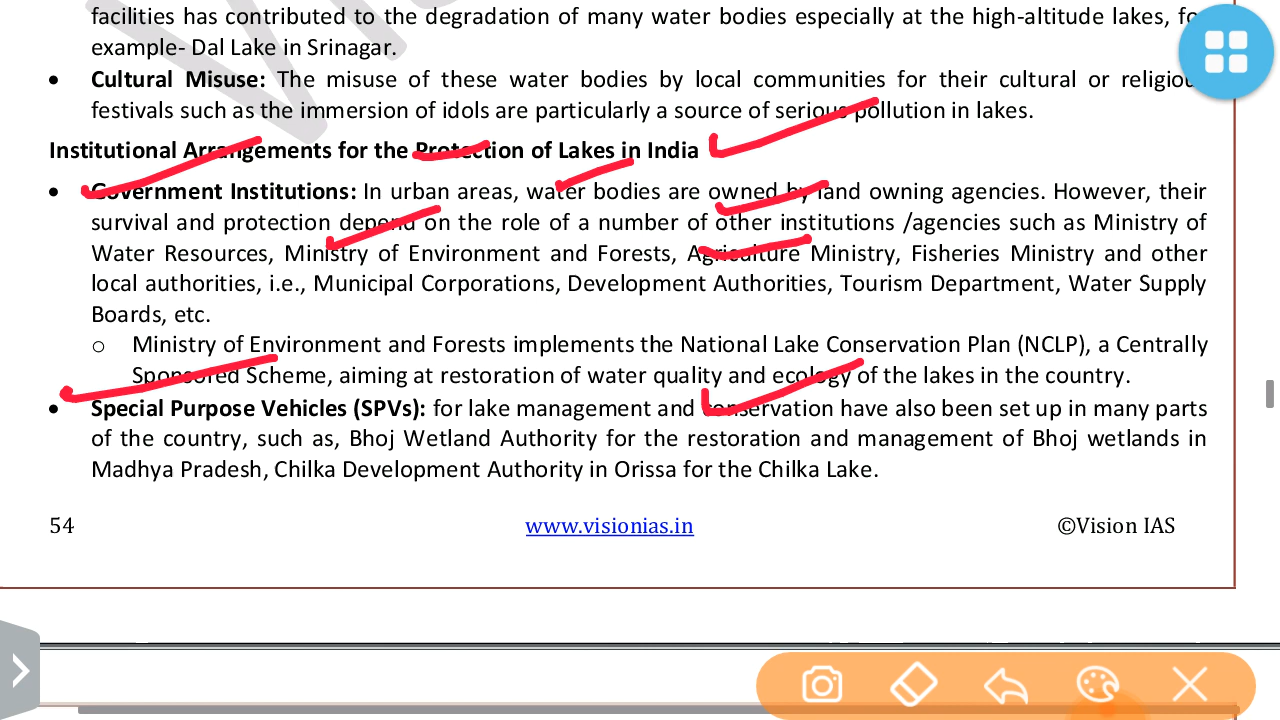 facilities has contributed to the degradation of many water bodies especially at the high-altitude lakes,
example- Dal Lake in Srinagar.
• Cultural Misuse: The misuse of these water bodies by local communities for their cultural or religious
festivals such as the immersion of idols are particularly a source of serious pollution in lakes.
Institutional Arrangements for the Protection of Lakes in India
• Government Institutions: In urban areas, water bodies are owned by land owning agencies. However, their
survival and protection depend on the role of a number of other institutions /agencies such as Ministry of
Water Resources, Ministry of Environment and Forests, Agriculture Ministry, Fisheries Ministry and other
local authorities, i.e., Municipal Corporations, Development Authorities, Tourism Department, Water Supply
Boards, etc.
o Ministry of Environment and Forests implements the National Lake Conservation Plan (NCLP), a Centrally
Sponsored Scheme, aiming at restoration of water quality and ecology of the lakes in the country.
• Special Purpose Vehicles (SPVs): for lake management and conservation have also been set up in many parts
of the country, such as, Bhoj Wetland Authority for the restoration and management of Bhoj wetlands in
Madhya Pradesh, Chilka Development Authority in Orissa for the Chilka Lake.
54 www.visionias.in ©Vision IAS